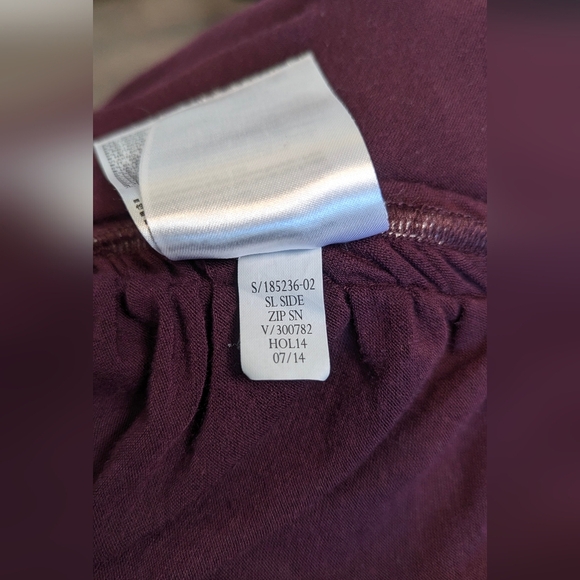 S/185236-02
SL SIDE
ZIP SN
V/300782
HOL14
07/14